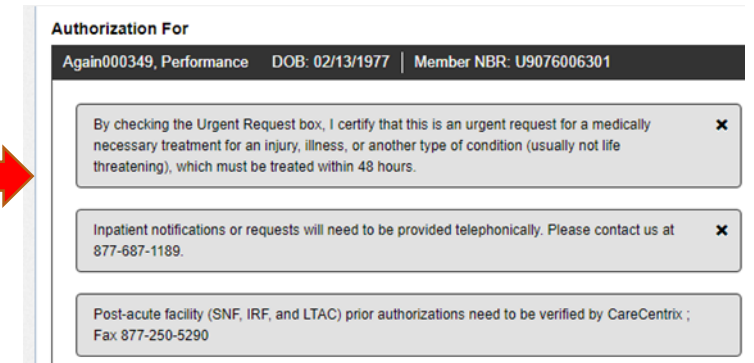 Authorization For
Again000349, Performance DOB: 02/13/1977 | Member NBR: U9076006301
By checking the Urgent Request box, I certify that this is an urgent request for a medically
necessary treatment for an injury, illness, or another type of condition (usually not life
threatening), which must be treated within 48 hours.
Inpatient notifications or requests will need to be provided telephonically. Please contact us at
877-687-1189.
Post-acute facility (SNF, IRF, and LTAC) prior authorizations need to be verified by CareCentrix ;
Fax 877-250-5290